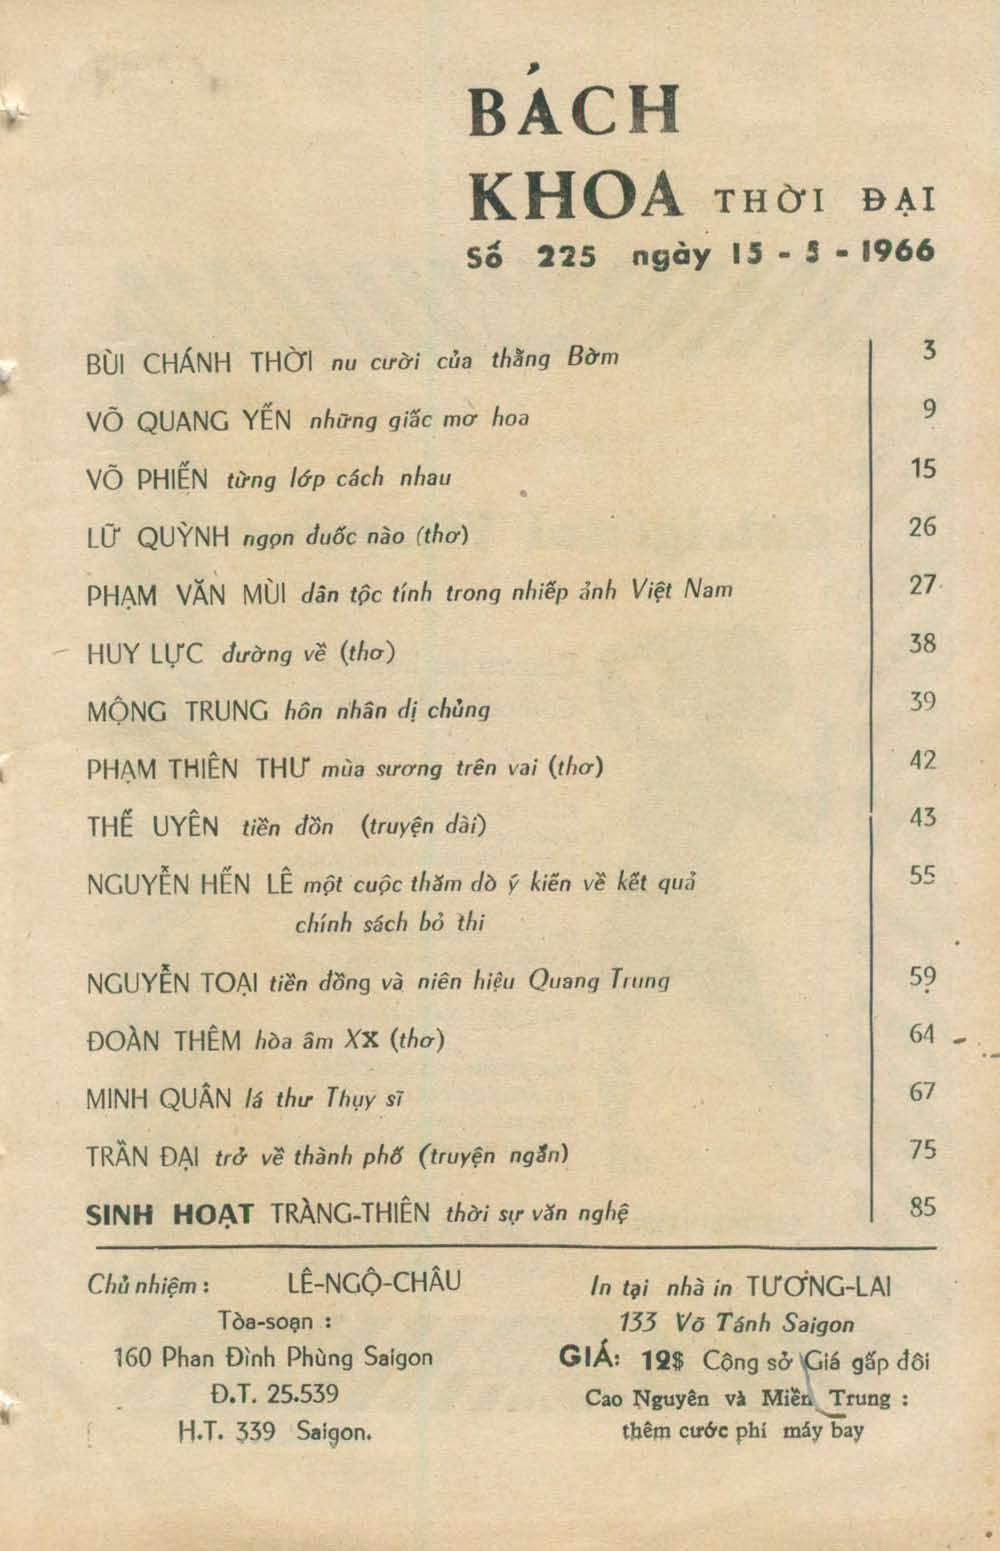 BÁCH
KHOA THỜI ĐẠI
Số 225 ngày 15 - 5 - 1966
BÙI CHÁNH THỜI nu cười của thằng Bờm 3
VÕ QUANG YẾN những giấc mơ hoa 9
VÕ PHIẾN từng lớp cách nhau 15
LỮ QUỲNH ngọn đuốc nào (thơ) 26
PHẠM VĂN MÙI dân tộc tính trong nhiếp ảnh Việt Nam 27
HUY LỰC đường về (thơ) 38
MỘNG TRUNG hôn nhân dị chủng 39
PHẠM THIÊN THƯ mùa sương trên vai (thơ) 42
THẾ UYÊN tiền đồn (truyện dài) 43
NGUYỄN HẾN LÊ một cuộc thăm dò ý kiến về kết quả 55
chính sách bỏ thi
NGUYỄN TOẠI tiền đồng và niên hiệu Quang Trung 59
ĐOÀN THÊM hòa âm XX (thơ) 64
MINH QUÂN lá thư Thụy sĩ 67
TRẦN ĐẠI trở về thành phố (truyện ngắn) 75
SINH HOẠT TRÀNG-THIÊN thời sự văn nghệ 85
Chủ nhiệm : LÊ-NGỘ-CHÂU
Tòa-soạn :
160 Phan Đình Phùng Saigon
Đ.T. 25.539
H.T. 339 Saigon.
In tại nhà in TƯƠNG-LAI
133 Võ Tánh Saigon
GIÁ: 12$ Công sở Giá gấp đôi
Cao Nguyên và Miền Trung :
thêm cước phí máy bay